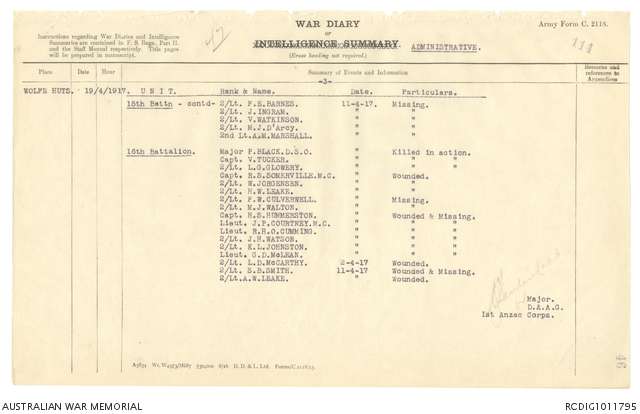 WAR DIARY
Army Form C. 2118.
Instructions regarding War Diaries and Intelligence
Summaries are contained in F. S. Regs., Part II.
and the Staff Manual respectively. Title pages
will be prepared in manuscript.
or
INTELLIGENCE SUMMARY. ADMINISTRATIVE.
(Erase heading not required.)
Place Date Hour Summary of Events and Information Remarks and references to Appendices
-3-
WOLFE HUTS. 19/4/1917. UNIT. Rank & Name. Date. Particulars.
15th Battn - contd- 2/Lt. F.E.BARNES. 11-4-17. Missing.
2/Lt. J.INGRAM. " "
2/Lt. V.WATKINSON. " "
2/Lt. M.J.D'Arcy. " "
2nd Lt.A.M.MARSHALL. " "
16th Battalion. Major P.BLACK.D.S.O. " Killed in action.
Capt. V.TUCKER. " " "
2/Lt. L.G.GLOWERY. " " "
Capt. R.S.SOMERVILLE.M.C. " Wounded.
2/Lt. W.JORGENSEN. " "
2/Lt. H.W.LEAKE. " "
2/Lt. F.W.CULVERWELL. " Missing.
2/Lt. M.J.WALTON. " "
Capt. H.S.HUMMERSTON. " Wounded & Missing.
Lieut. J.P.COURTNEY.M.C. " " "
Lieut. R.H.O.CUMMING. " " "
2/Lt. J.H.WATSON. " " "
2/Lt. K.L.JOHNSTON. " " "
Lieut. G.D.McLEAN. " " "
2/Lt. L.D.McCARTHY. 2-4-17 Wounded.
2/Lt. E.B.SMITH. 11-4-17 Wounded & Missing.
2/Lt.A.W.LEAKE. " Wounded.
Major.
D.A.A.G.
1st Anzac Corps.
AUSTRALIAN WAR MEMORIAL
RCDIG1011795